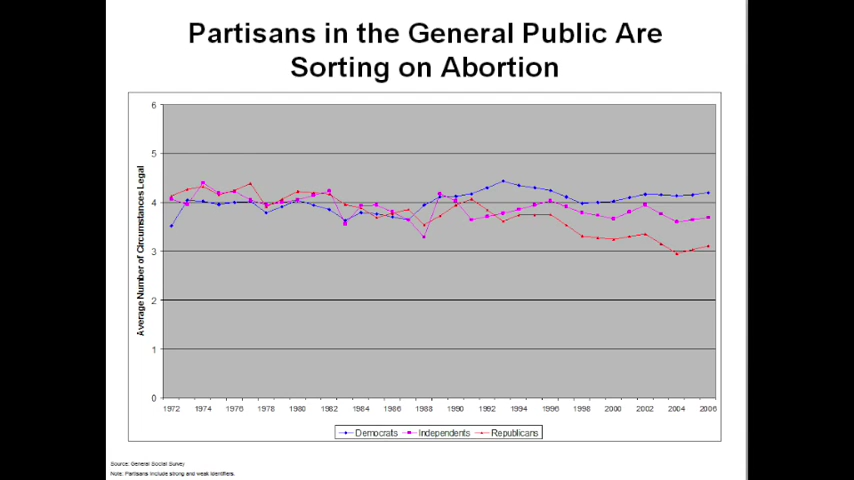 Partisans in the General Public Are
Sorting on Abortion
Average Number of Circumstances Legal
6
5
4
3
2
1
0
1972 1974 1976 1978 1980 1982 1984 1986 1988 1990 1992 1994 1996 1998 2000 2002 2004 2006
Democrats Independents Republicans
Source: General Social Survey
Note: Partisans include strong and weak identifiers.